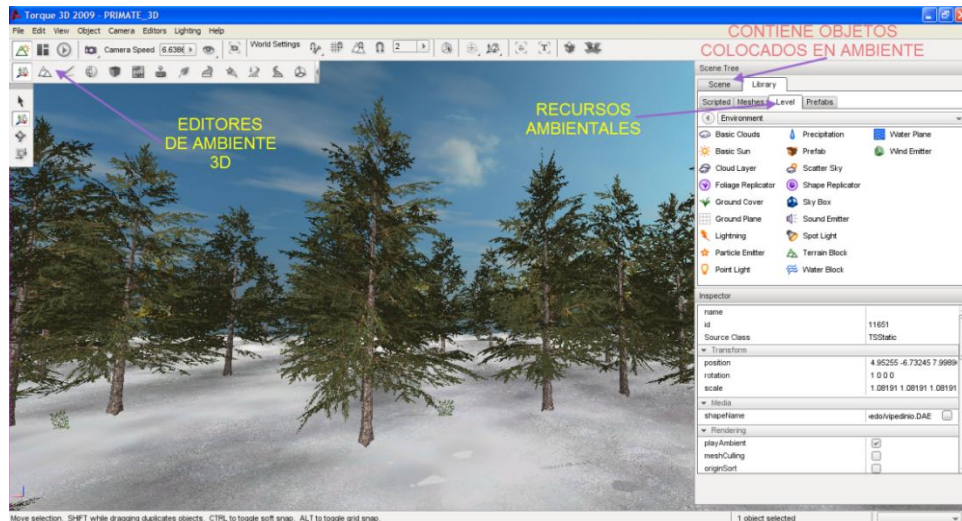 Torque 3D 2009 - PRIMATE_3D
File Edit View Object Camera Editors Lighting Help
Camera Speed 6.638 World Settings 2
CONTIENE OBJETOS
COLOCADOS EN AMBIENTE
EDITORES
DE AMBIENTE
3D
RECURSOS
AMBIENTALES
Scene Tree
Scene Library
Scripted Meshes Level Prefabs
Environment
Basic Clouds Precipitation Water Plane
Basic Sun Prefab Wind Emitter
Cloud Layer Scatter Sky
Foliage Replicator Shape Replicator
Ground Cover Sky Box
Ground Plane Sound Emitter
Lightning Spot Light
Particle Emitter Terrain Block
Point Light Water Block
Inspector
name
id 11651
Source Class TSStatic
Transform
position 4.95255 -6.73245 7.9989
rotation 1 0 0 0
scale 1.08191 1.08191 1.08191
Media
shapeName edo/vipedinio.DAE
Rendering
playAmbient
meshCulling
originSort
Move selection. SHIFT while dragging duplicates objects. CTRL to toggle soft snap. ALT to toggle grid snap. 1 object selected